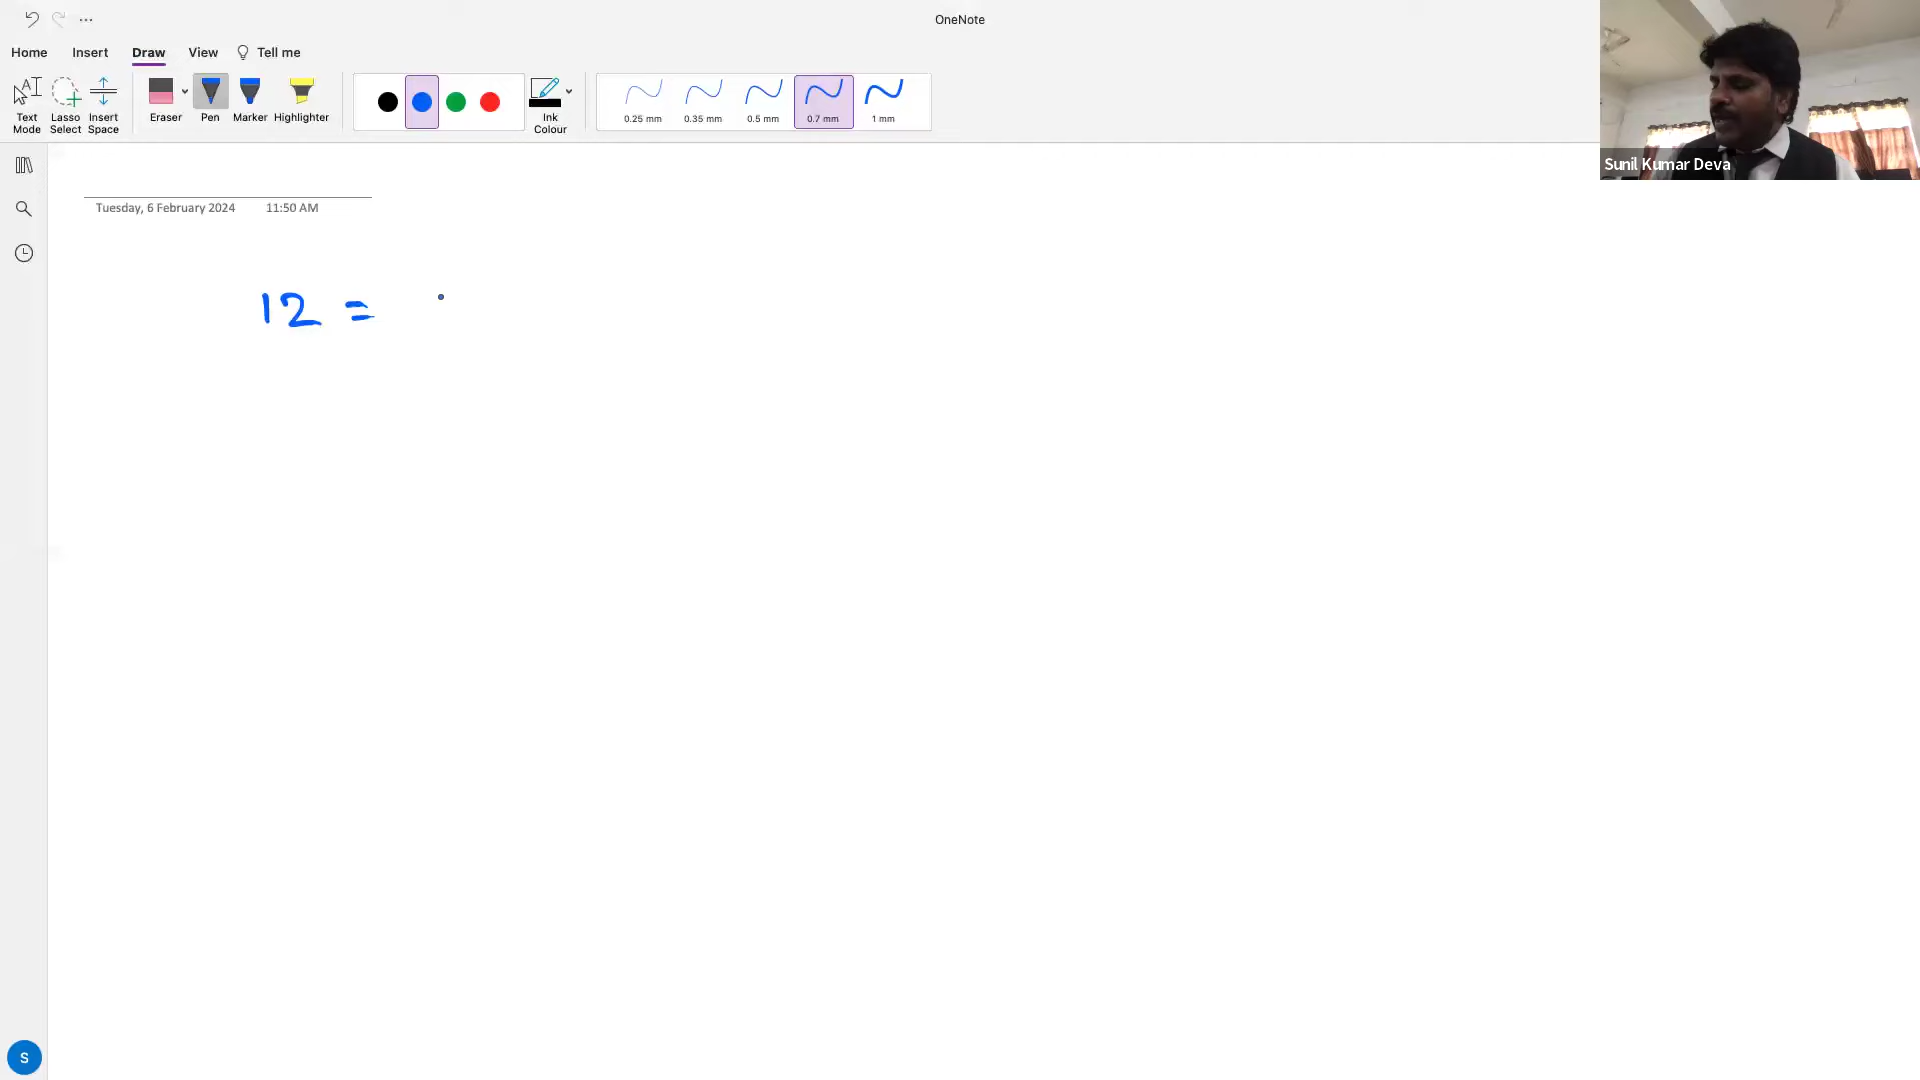 OneNote
Home Insert Draw View Tell me
Text Mode Lasso Select Insert Space Eraser Pen Marker Highlighter Ink Colour 0.25 mm 0.35 mm 0.5 mm 0.7 mm 1 mm
Sunil Kumar Deva
Tuesday, 6 February 2024 11:50 AM
12 =
S